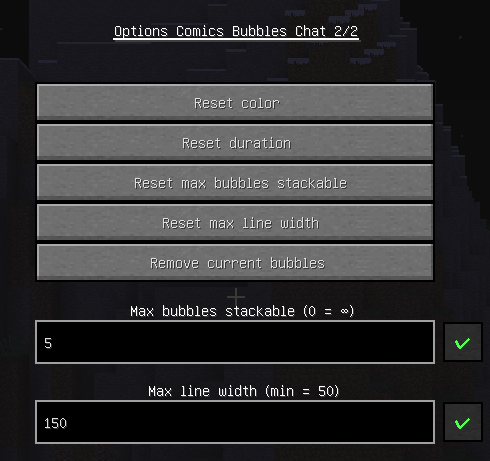 Options Comics Bubbles Chat 2/2
Reset color
Reset duration
Reset max bubbles stackable
Reset max line width
Remove current bubbles
Max bubbles stackable (0 = ∞)
5
Max line width (min = 50)
150